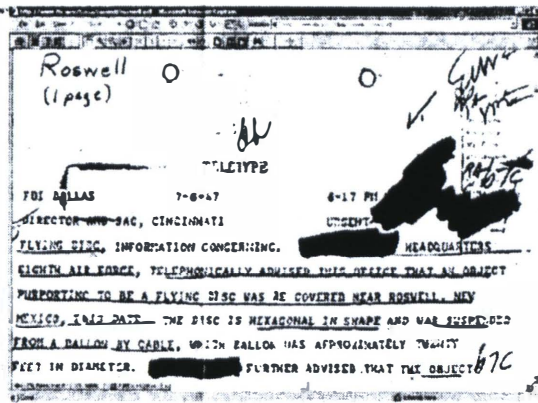 Roswell
(1 page)
TELETYPE
FBI DALLAS 7-8-47 6-17 PM
DIRECTOR AND SAC, CINCINNATI URGENT
FLYING DISC, INFORMATION CONCERNING. HEADQUARTERS
EIGHTH AIR FORCE, TELEPHONICALLY ADVISED THIS OFFICE THAT AN OBJECT
PURPORTING TO BE A FLYING DISC WAS RE COVERED NEAR ROSWELL, NEW
MEXICO, THIS DATE. THE DISC IS HEXAGONAL IN SHAPE AND WAS SUSPENDED
FROM A BALLON BY CABLE, WHICH BALLON WAS APPROXIMATELY TWENTY
FEET IN DIAMETER. FURTHER ADVISED THAT THE OBJECT
b7C
b7C